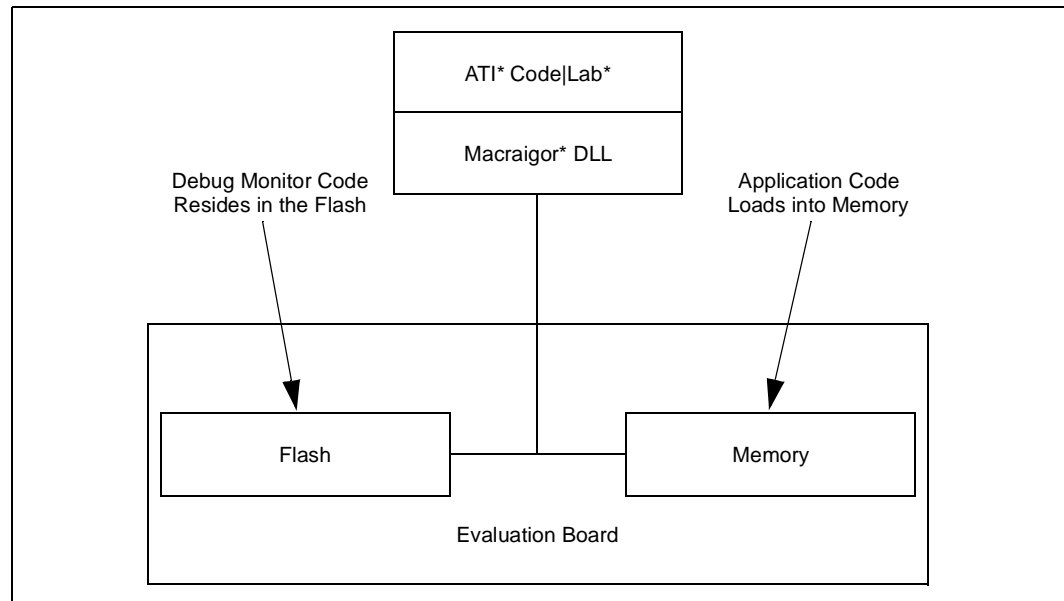 ATI* Code|Lab*
Macraigor* DLL
Debug Monitor Code
Resides in the Flash
Application Code
Loads into Memory
Flash
Memory
Evaluation Board